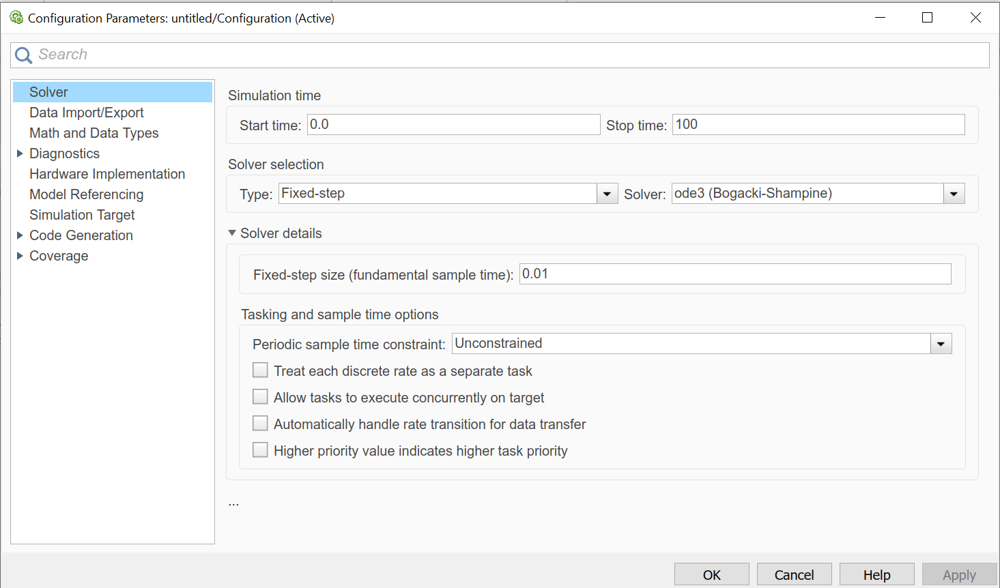 Configuration Parameters: untitled/Configuration (Active)
Search
Solver
Data Import/Export
Math and Data Types
Diagnostics
Hardware Implementation
Model Referencing
Simulation Target
Code Generation
Coverage
Simulation time
Start time: 0.0 Stop time: 100
Solver selection
Type: Fixed-step Solver: ode3 (Bogacki-Shampine)
Solver details
Fixed-step size (fundamental sample time): 0.01
Tasking and sample time options
Periodic sample time constraint: Unconstrained
Treat each discrete rate as a separate task
Allow tasks to execute concurrently on target
Automatically handle rate transition for data transfer
Higher priority value indicates higher task priority
...
OK Cancel Help Apply